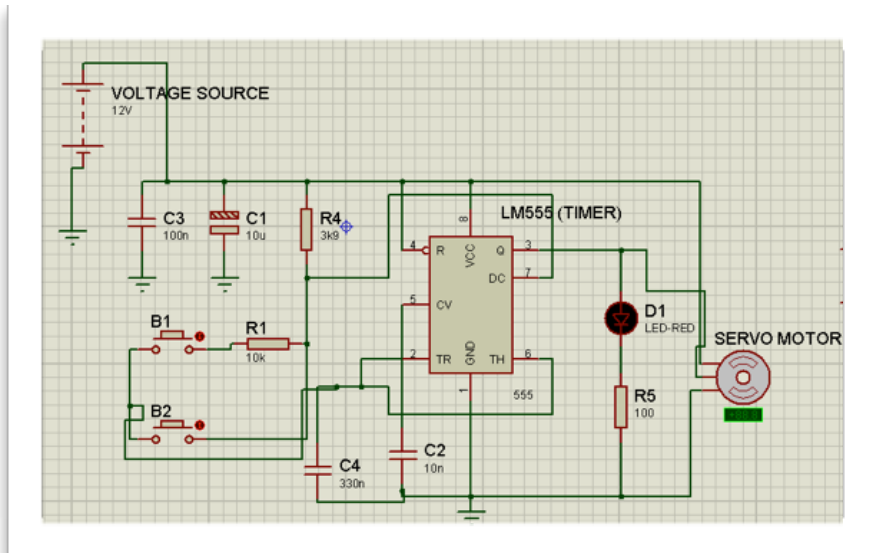 VOLTAGE SOURCE
12V
C3
100n
C1
10u
R4
3k9
LM555 (TIMER)
8
4
R
VCC
Q
3
DC
7
5
CV
2
TR
GND
TH
6
1
555
B1
R1
10k
B2
C4
330n
C2
10n
D1
LED-RED
R5
100
SERVO MOTOR